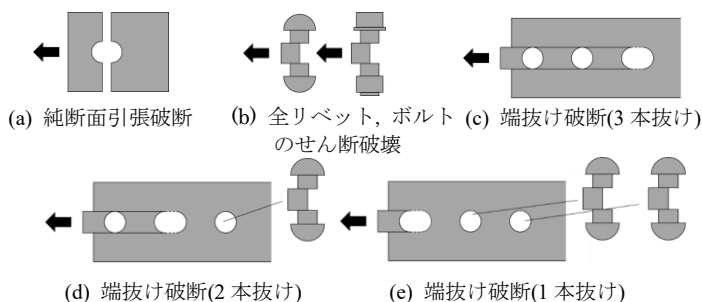 (a) 純断面引張破断
(b) 全リベット, ボルト
のせん断破壊
(c) 端抜け破断(3 本抜け)
(d) 端抜け破断(2 本抜け)
(e) 端抜け破断(1 本抜け)